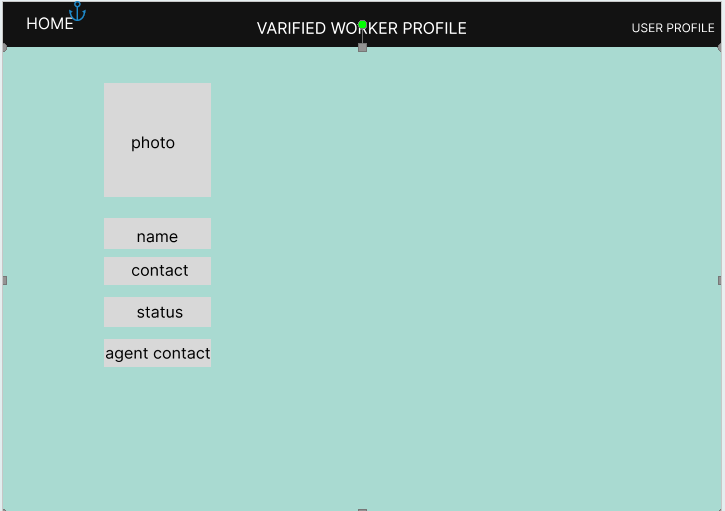 HOME
VARIFIED WORKER PROFILE
USER PROFILE
photo
name
contact
status
agent contact